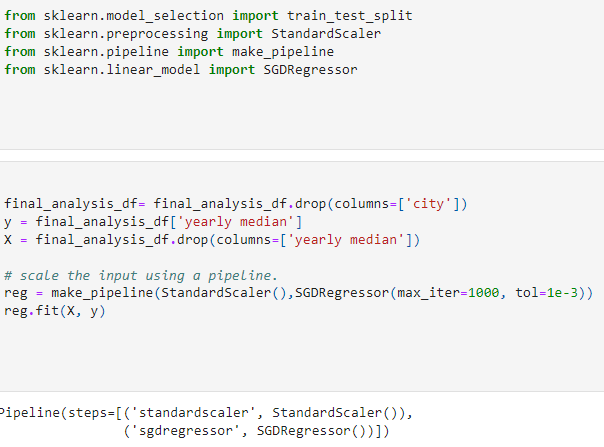 from sklearn.model_selection import train_test_split
from sklearn.preprocessing import StandardScaler
from sklearn.pipeline import make_pipeline
from sklearn.linear_model import SGDRegressor
final_analysis_df= final_analysis_df.drop(columns=['city'])
y = final_analysis_df['yearly median']
X = final_analysis_df.drop(columns=['yearly median'])
# scale the input using a pipeline.
reg = make_pipeline(StandardScaler(),SGDRegressor(max_iter=1000, tol=1e-3))
reg.fit(X, y)
Pipeline(steps=[('standardscaler', StandardScaler()),
('sgdregressor', SGDRegressor())])